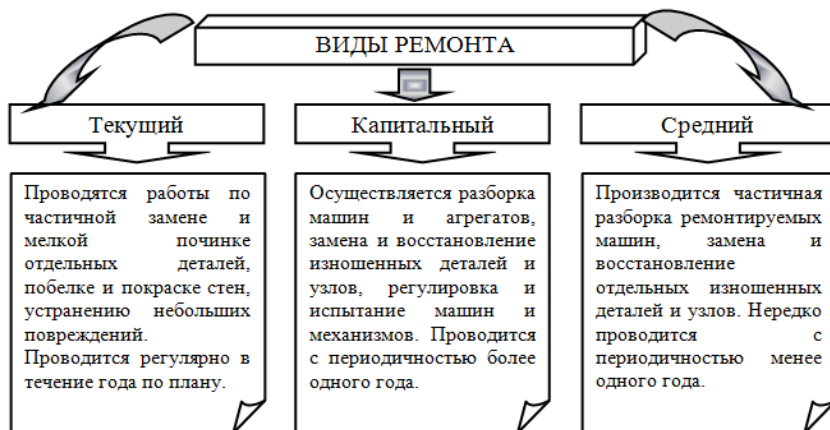 ВИДЫ РЕМОНТА
Текущий
Капитальный
Средний
Проводятся работы по
частичной замене и
мелкой починке
отдельных деталей,
побелке и покраске стен,
устранению небольших
повреждений.
Проводится регулярно в
течение года по плану.
Осуществляется разборка
машин и агрегатов,
замена и восстановление
изношенных деталей и
узлов, регулировка и
испытание машин и
механизмов. Проводится
с периодичностью более
одного года.
Производится частичная
разборка ремонтируемых
машин, замена и
восстановление
отдельных изношенных
деталей и узлов. Нередко
проводится с
периодичностью менее
одного года.